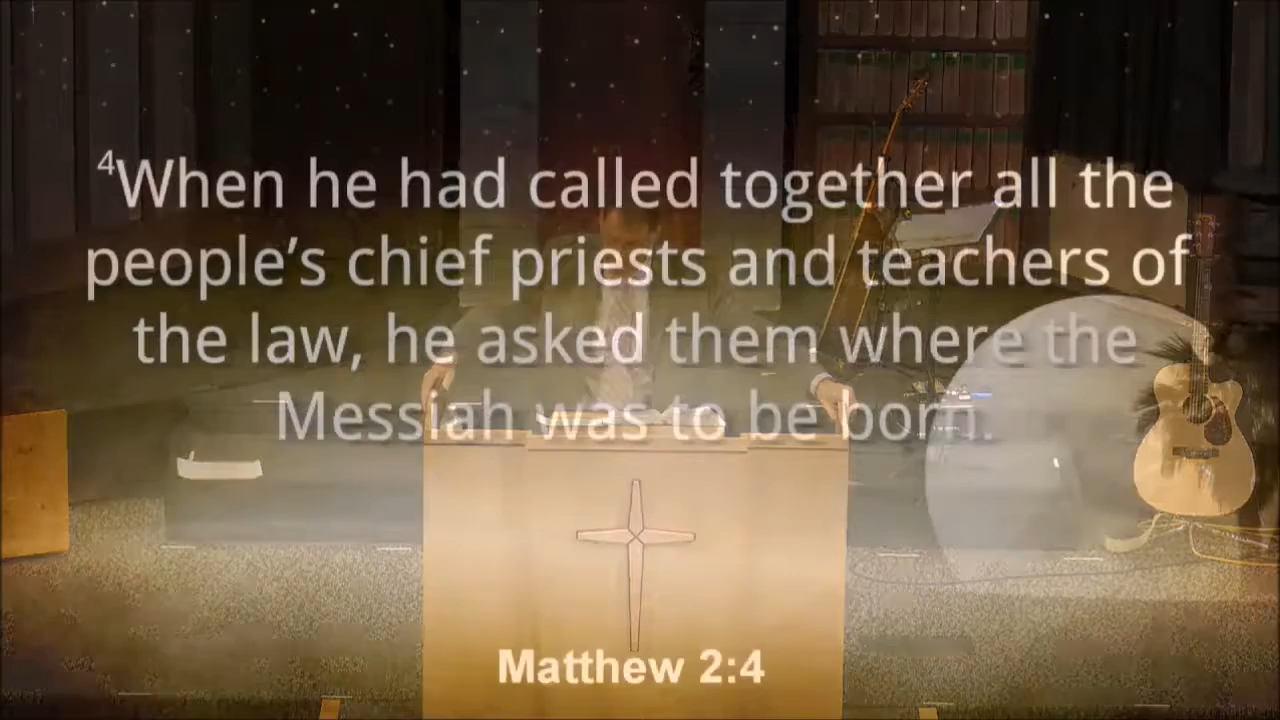 ⁴When he had called together all the
people’s chief priests and teachers of
the law, he asked them where the
Messiah was to be born.
Matthew 2:4